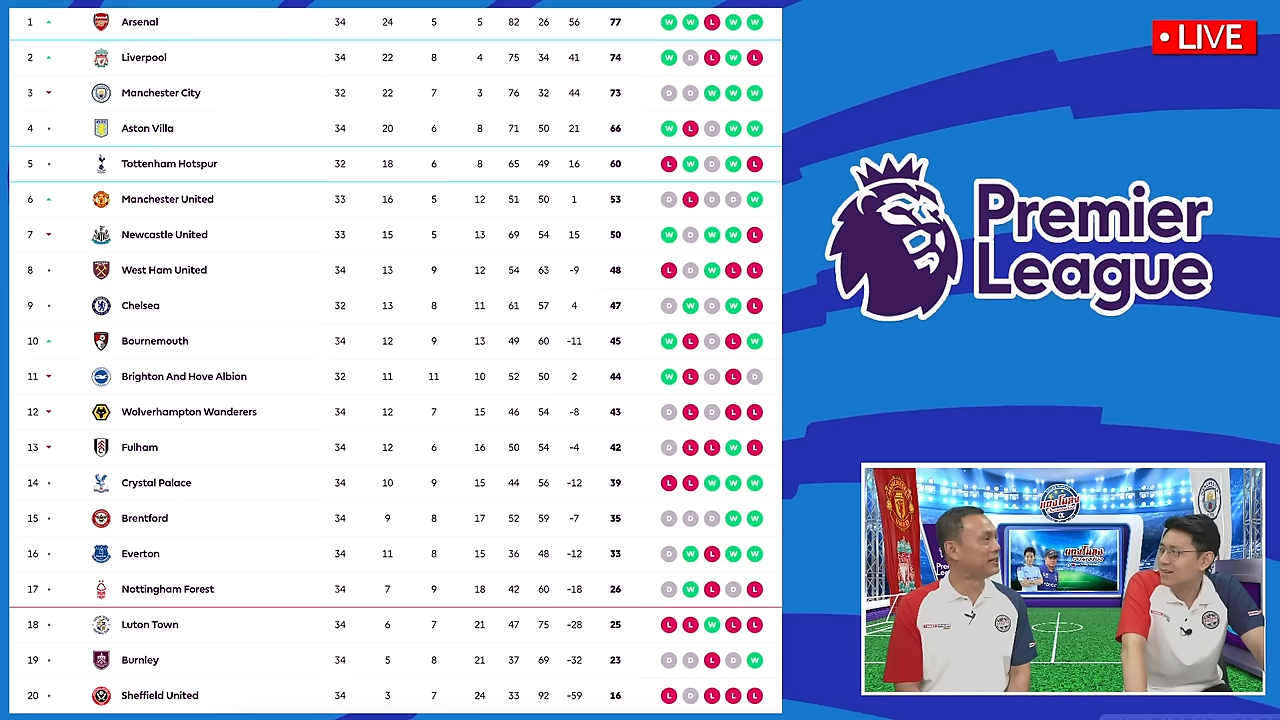 1 Arsenal 34 24 5 5 82 26 56 77 W W L W W
2 Liverpool 34 22 8 4 75 34 41 74 W D L W L
3 Manchester City 32 22 7 3 76 32 44 73 D D W W W
4 Aston Villa 34 20 8 71 50 21 66 W L D W W
5 Tottenham Hotspur 32 18 6 8 65 49 16 60 L W D W L
6 Manchester United 33 16 5 12 51 50 1 53 D L D D W
7 Newcastle United 33 15 5 13 69 54 15 50 W D W W L
8 West Ham United 34 13 9 12 54 63 -9 48 L D W L L
9 Chelsea 32 13 8 11 61 57 4 47 D W D W L
10 Bournemouth 34 12 9 13 49 60 -11 45 W L D L W
11 Brighton And Hove Albion 32 11 11 10 52 50 2 44 W L D L D
12 Wolverhampton Wanderers 34 12 7 15 46 54 -8 43 D L D L L
13 Fulham 34 12 6 16 50 54 -4 42 D L L W L
14 Crystal Palace 34 10 15 44 56 -12 39 L L W W W
15 Brentford 34 9 8 17 52 59 -7 35 D D D W W
16 Everton 34 11 8 15 36 48 -12 33 D W L W W
17 Nottingham Forest 34 7 9 18 42 60 -18 26 D W L D L
18 Luton Town 34 6 7 21 47 75 -28 25 L L W L L
19 Burnley 34 5 8 21 37 69 -32 23 D D L D W
20 Sheffield United 34 3 7 24 33 92 -59 16 L D L L L
LIVE
Premier
League